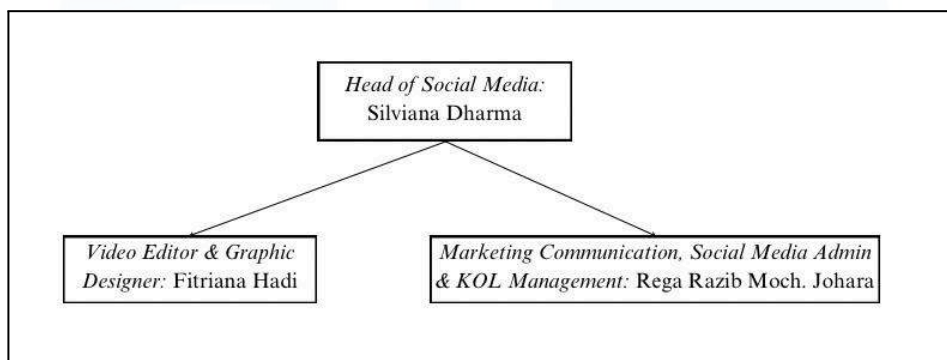 Head of Social Media:
Silviana Dharma
Video Editor & Graphic
Designer: Fitriana Hadi
Marketing Communication, Social Media Admin
& KOL Management: Rega Razib Moch. Johara